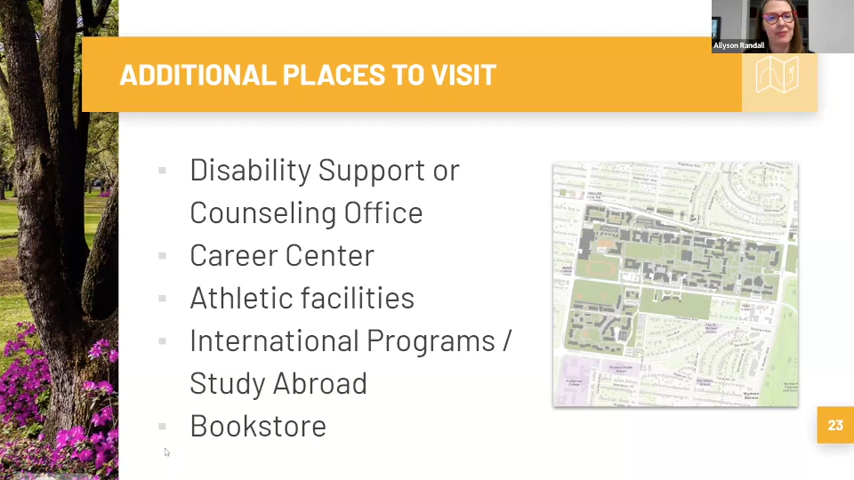 Allyson Randall
ADDITIONAL PLACES TO VISIT
Disability Support or
Counseling Office
Career Center
Athletic facilities
International Programs /
Study Abroad
Bookstore
23